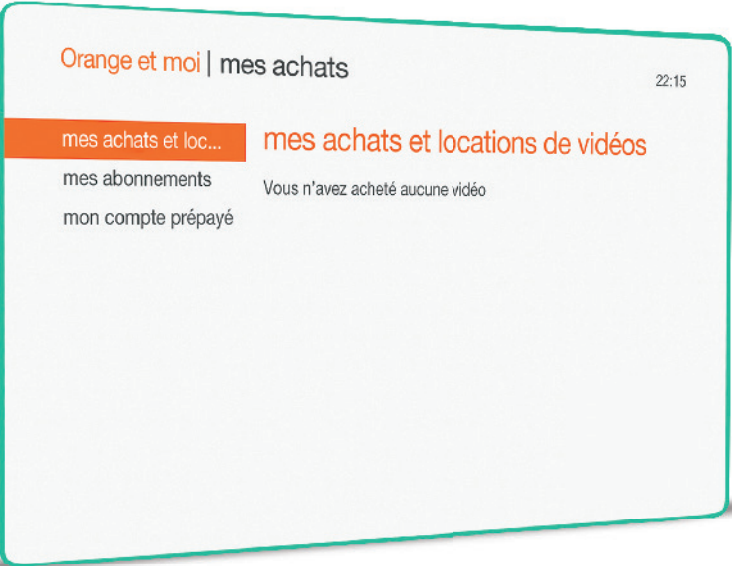 Orange et moi | mes achats
22:15
mes achats et loc...
mes abonnements
mon compte prépayé
mes achats et locations de vidéos
Vous n'avez acheté aucune vidéo